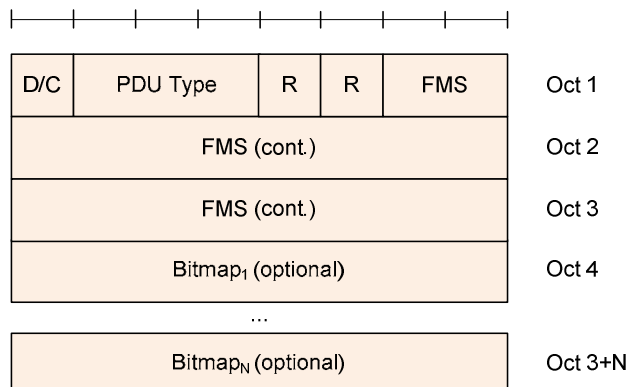 D/C PDU Type R R FMS Oct 1
FMS (cont.) Oct 2
FMS (cont.) Oct 3
Bitmap₁ (optional) Oct 4
...
Bitmap_N (optional) Oct 3+N